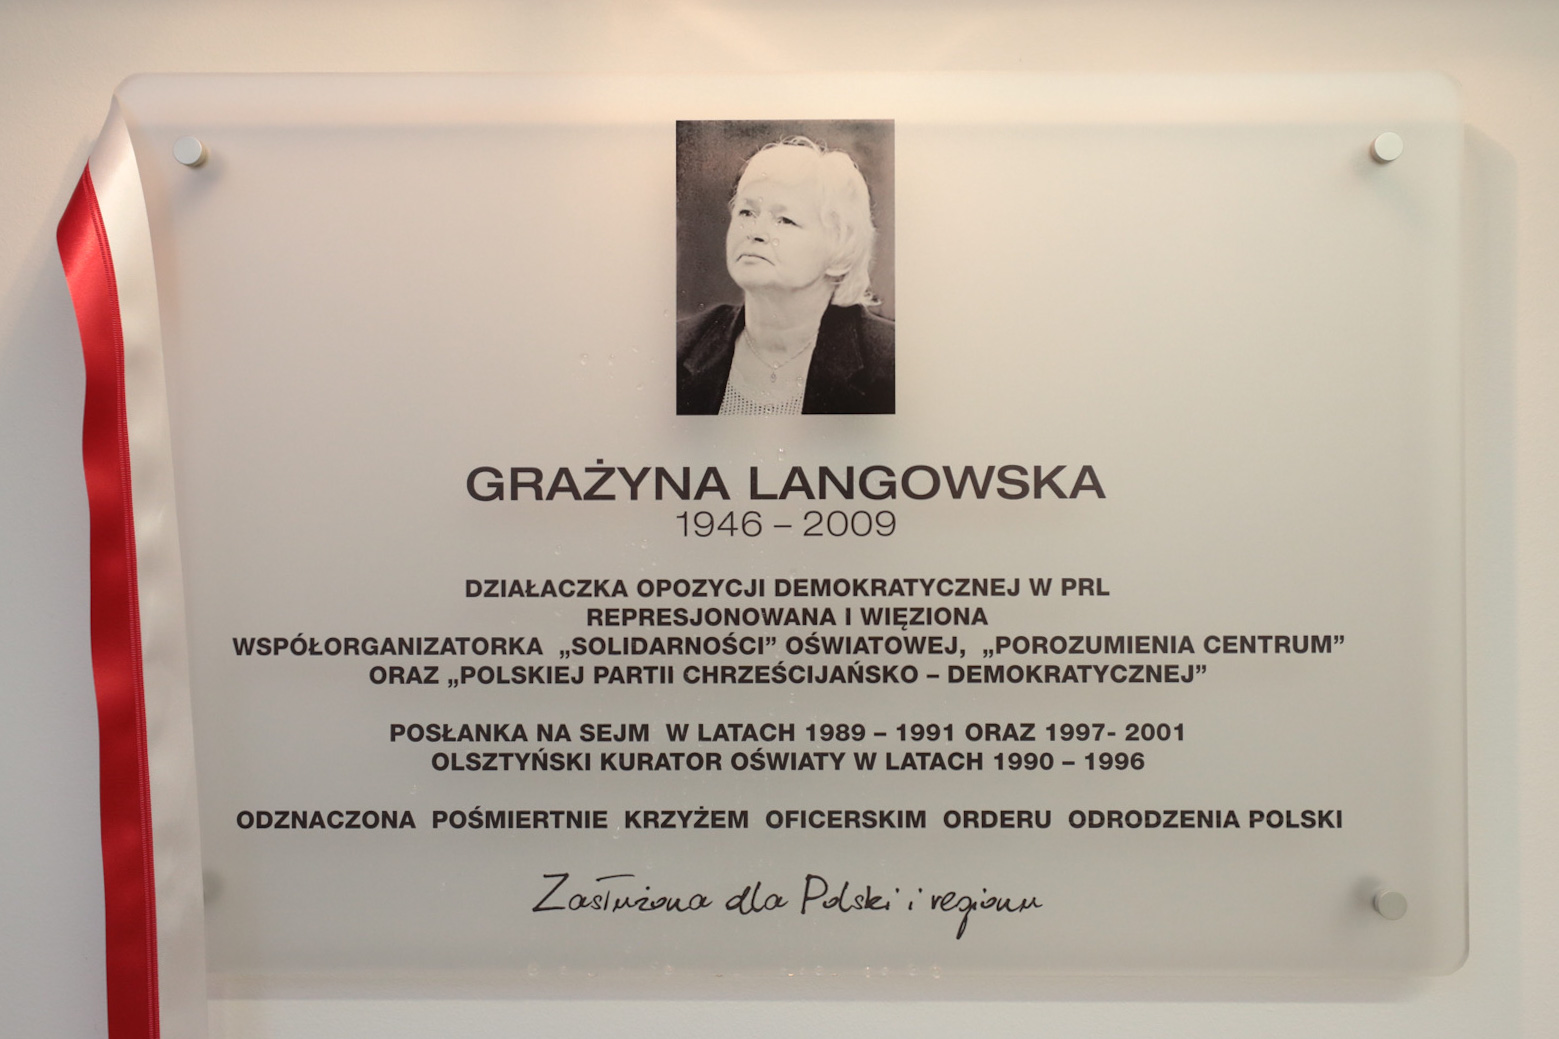 GRAŻYNA LANGOWSKA
1946 – 2009
DZIAŁACZKA OPOZYCJI DEMOKRATYCZNEJ W PRL
REPRESJONOWANA I WIĘZIONA
WSPÓŁORGANIZATORKA „SOLIDARNOŚCI” OŚWIATOWEJ, „POROZUMIENIA CENTRUM”
ORAZ „POLSKIEJ PARTII CHRZEŚCIJAŃSKO – DEMOKRATYCZNEJ”
POSŁANKA NA SEJM W LATACH 1989 – 1991 ORAZ 1997- 2001
OLSZTYŃSKI KURATOR OŚWIATY W LATACH 1990 – 1996
ODZNACZONA POŚMIERTNIE KRZYŻEM OFICERSKIM ORDERU ODRODZENIA POLSKI
Zasłużona dla Polski i regionu